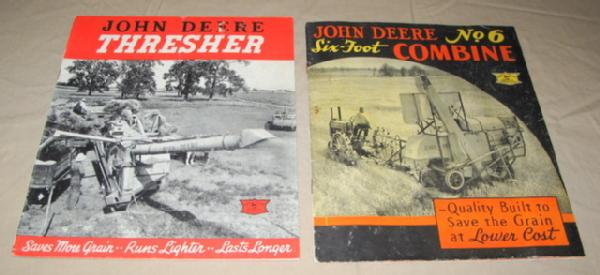 JOHN DEERE
THRESHER
Saves More Grain·· Runs Lighter·· Lasts Longer
JOHN DEERE No 6
Six-Foot COMBINE
—Quality Built to
Save the Grain
at Lower Cost